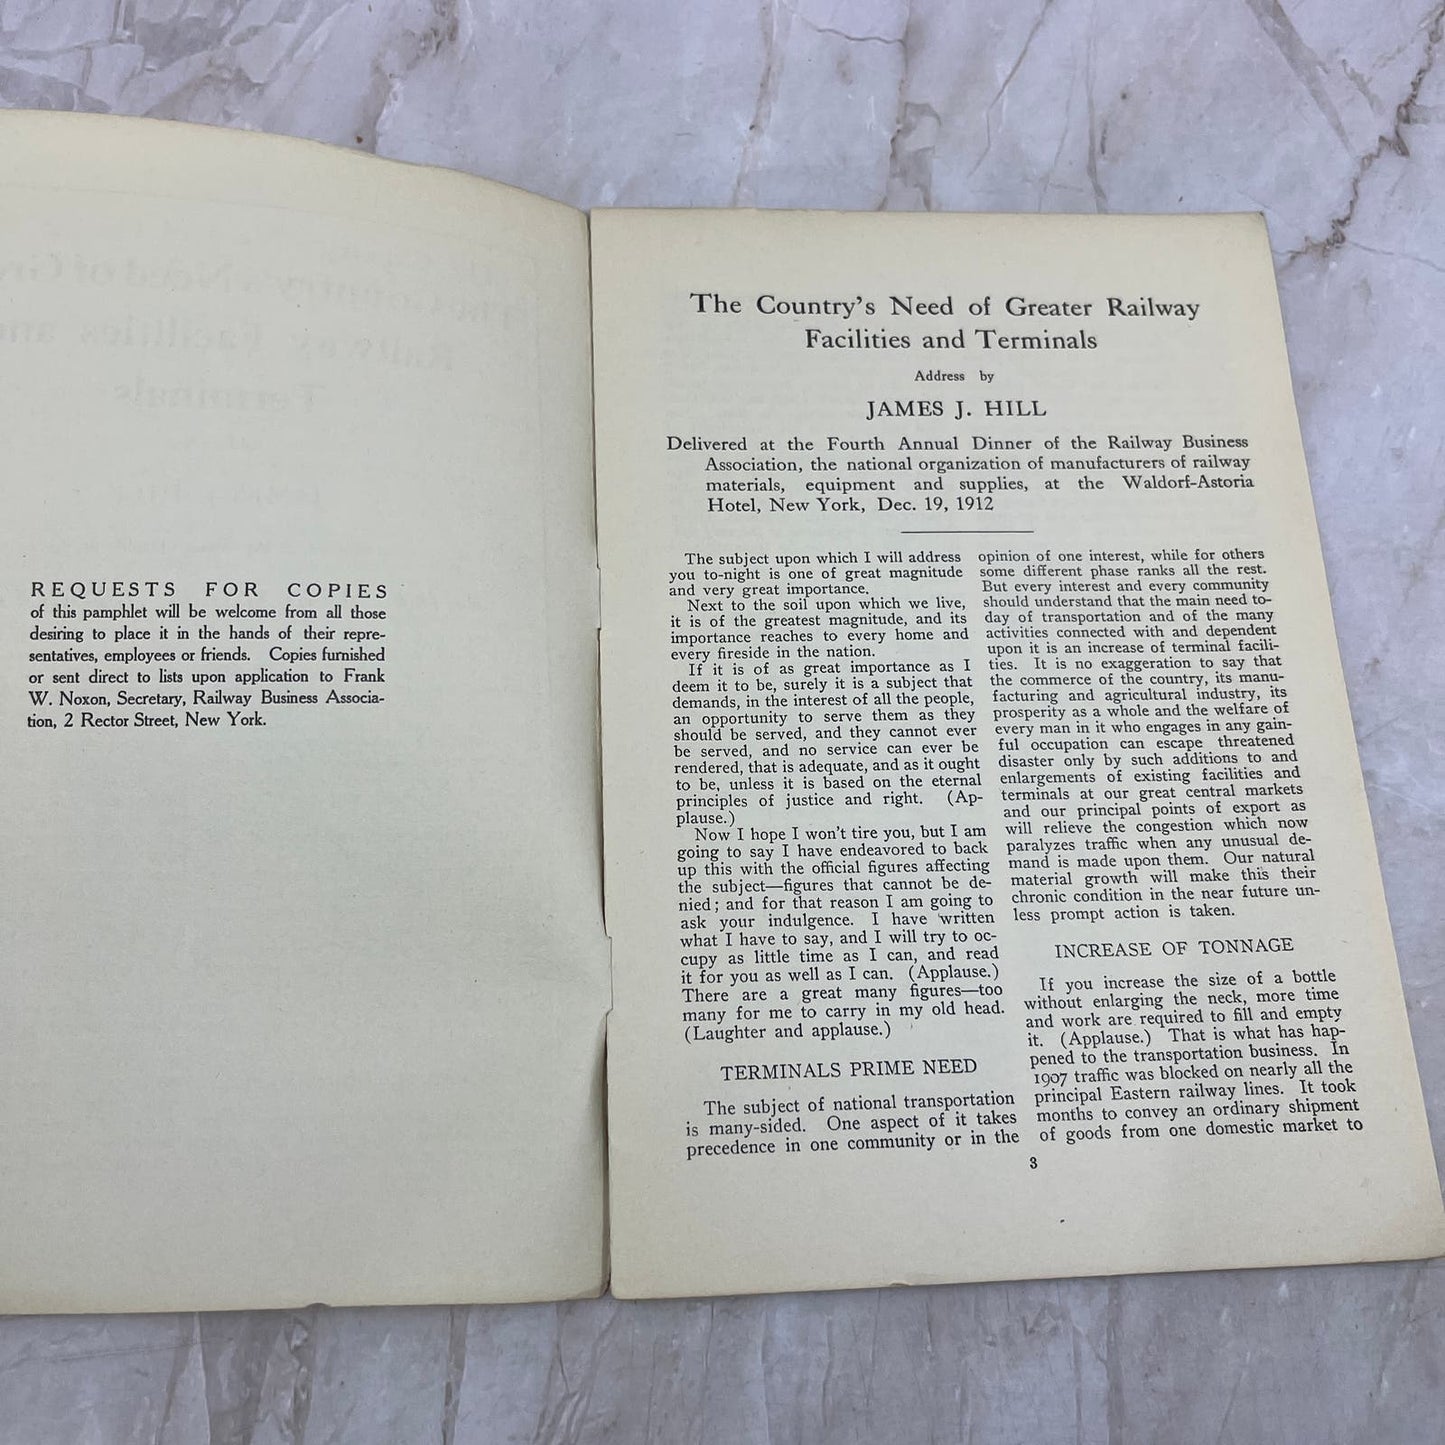 REQUESTS FOR COPIES
of this pamphlet will be welcome from all those
desiring to place it in the hands of their repre-
sentatives, employees or friends. Copies furnished
or sent direct to lists upon application to Frank
W. Noxon, Secretary, Railway Business Associa-
tion, 2 Rector Street, New York.
The Country's Need of Greater Railway
Facilities and Terminals
Address by
JAMES J. HILL
Delivered at the Fourth Annual Dinner of the Railway Business
Association, the national organization of manufacturers of railway
materials, equipment and supplies, at the Waldorf-Astoria
Hotel, New York, Dec. 19, 1912
The subject upon which I will address
you to-night is one of great magnitude
and very great importance.
Next to the soil upon which we live,
it is of the greatest magnitude, and its
importance reaches to every home and
every fireside in the nation.
If it is of as great importance as I
deem it to be, surely it is a subject that
demands, in the interest of all the people,
an opportunity to serve them as they
should be served, and they cannot ever
be served, and no service can ever be
rendered, that is adequate, and as it ought
to be, unless it is based on the eternal
principles of justice and right. (Ap-
plause.)
Now I hope I won't tire you, but I am
going to say I have endeavored to back
up this with the official figures affecting
the subject—figures that cannot be de-
nied; and for that reason I am going to
ask your indulgence. I have written
what I have to say, and I will try to oc-
cupy as little time as I can, and read
it for you as well as I can. (Applause.)
There are a great many figures—too
many for me to carry in my old head.
(Laughter and applause.)
TERMINALS PRIME NEED
The subject of national transportation
is many-sided. One aspect of it takes
precedence in one community or in the
opinion of one interest, while for others
some different phase ranks all the rest.
But every interest and every community
should understand that the main need to-
day of transportation and of the many
activities connected with and dependent
upon it is an increase of terminal facili-
ties. It is no exaggeration to say that
the commerce of the country, its manu-
facturing and agricultural industry, its
prosperity as a whole and the welfare of
every man in it who engages in any gain-
ful occupation can escape threatened
disaster only by such additions to and
enlargements of existing facilities and
terminals at our great central markets
and our principal points of export as
will relieve the congestion which now
paralyzes traffic when any unusual de-
mand is made upon them. Our natural
material growth will make this their
chronic condition in the near future un-
less prompt action is taken.
INCREASE OF TONNAGE
If you increase the size of a bottle
without enlarging the neck, more time
and work are required to fill and empty
it. (Applause.) That is what has hap-
pened to the transportation business. In
1907 traffic was blocked on nearly all the
principal Eastern railway lines. It took
months to convey an ordinary shipment
of goods from one domestic market to
3